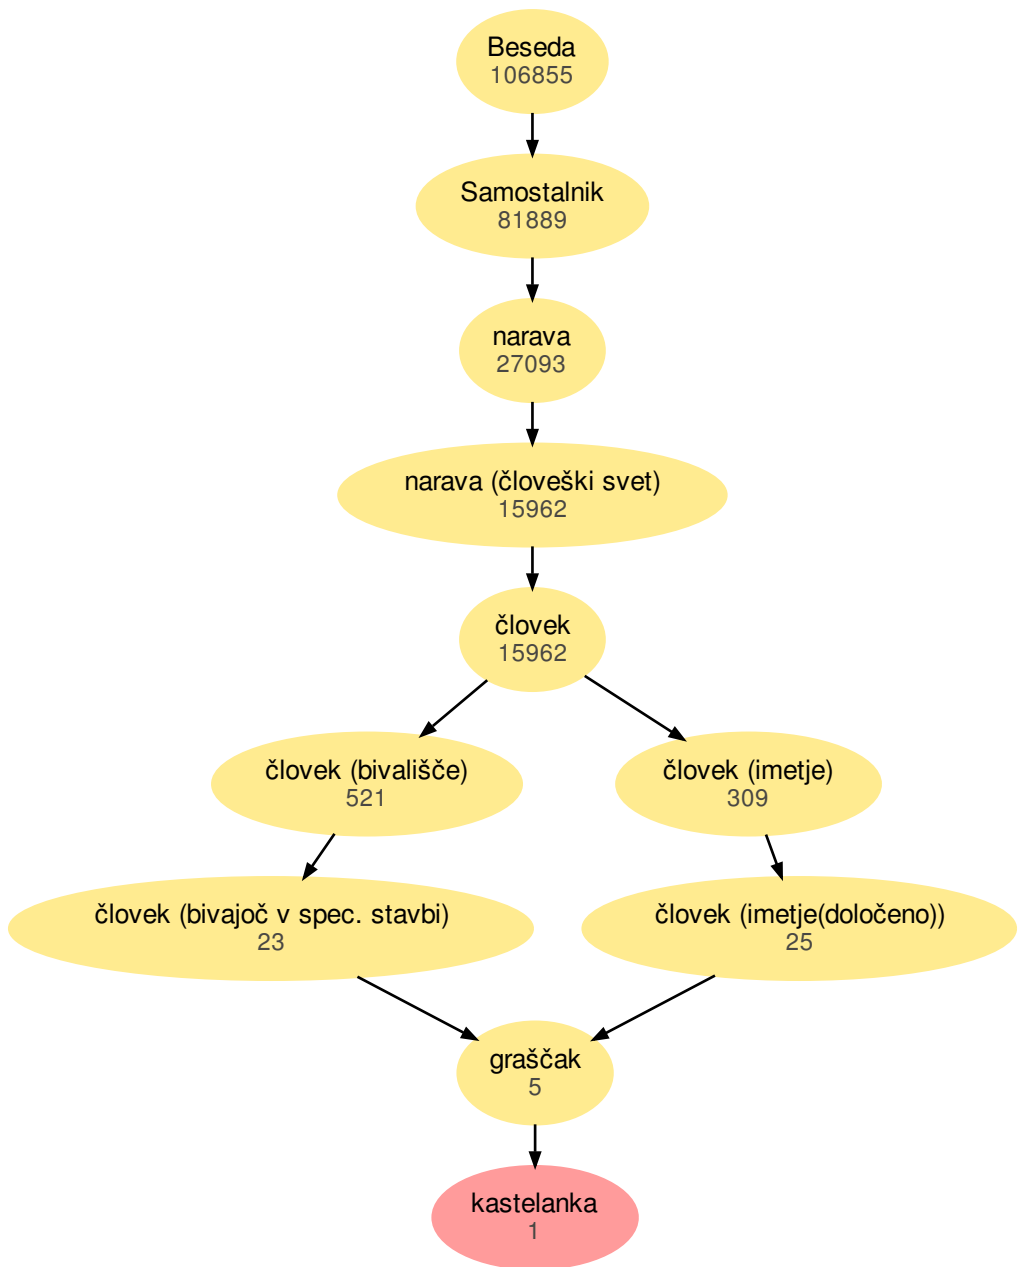 Beseda
106855
Samostalnik
81889
narava
27093
narava (človeški svet)
15962
človek
15962
človek (bivališče)
521
človek (imetje)
309
človek (bivajoč v spec. stavbi)
23
človek (imetje(določeno))
25
graščak
5
kastelanka
1